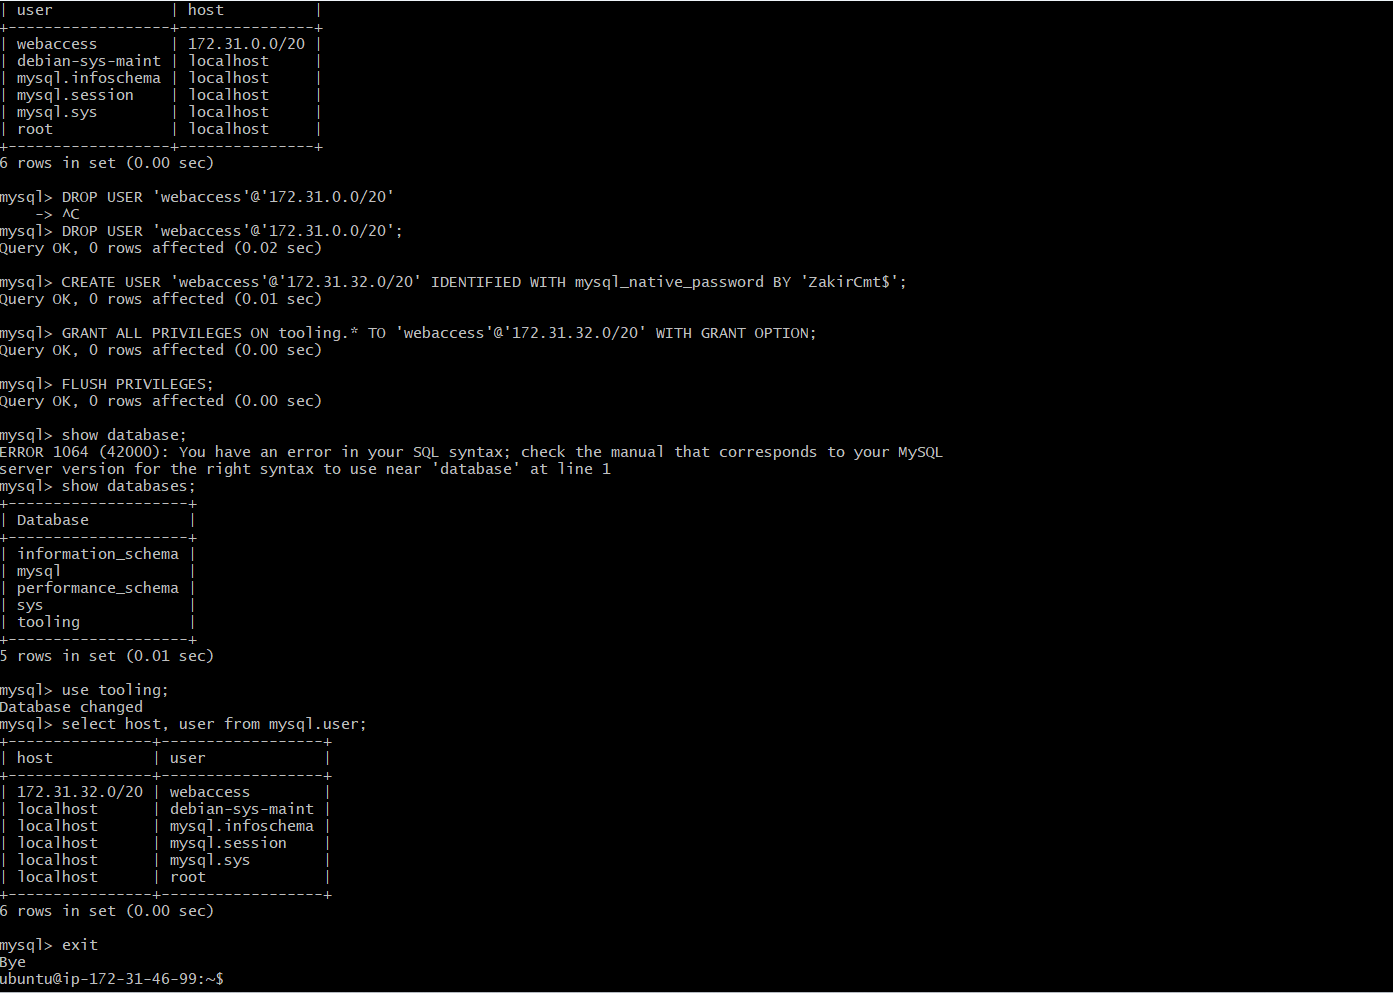 | user             | host          |
+------------------+---------------+
| webaccess        | 172.31.0.0/20 |
| debian-sys-maint | localhost     |
| mysql.infoschema | localhost     |
| mysql.session    | localhost     |
| mysql.sys        | localhost     |
| root             | localhost     |
+------------------+---------------+
6 rows in set (0.00 sec)

mysql> DROP USER 'webaccess'@'172.31.0.0/20'
    -> ^C
mysql> DROP USER 'webaccess'@'172.31.0.0/20';
Query OK, 0 rows affected (0.02 sec)

mysql> CREATE USER 'webaccess'@'172.31.32.0/20' IDENTIFIED WITH mysql_native_password BY 'ZakirCmt$';
Query OK, 0 rows affected (0.01 sec)

mysql> GRANT ALL PRIVILEGES ON tooling.* TO 'webaccess'@'172.31.32.0/20' WITH GRANT OPTION;
Query OK, 0 rows affected (0.00 sec)

mysql> FLUSH PRIVILEGES;
Query OK, 0 rows affected (0.00 sec)

mysql> show database;
ERROR 1064 (42000): You have an error in your SQL syntax; check the manual that corresponds to your MySQL
server version for the right syntax to use near 'database' at line 1
mysql> show databases;
+--------------------+
| Database           |
+--------------------+
| information_schema |
| mysql              |
| performance_schema |
| sys                |
| tooling            |
+--------------------+
5 rows in set (0.01 sec)

mysql> use tooling;
Database changed
mysql> select host, user from mysql.user;
+----------------+------------------+
| host           | user             |
+----------------+------------------+
| 172.31.32.0/20 | webaccess        |
| localhost      | debian-sys-maint |
| localhost      | mysql.infoschema |
| localhost      | mysql.session    |
| localhost      | mysql.sys        |
| localhost      | root             |
+----------------+------------------+
6 rows in set (0.00 sec)

mysql> exit
Bye
ubuntu@ip-172-31-46-99:~$